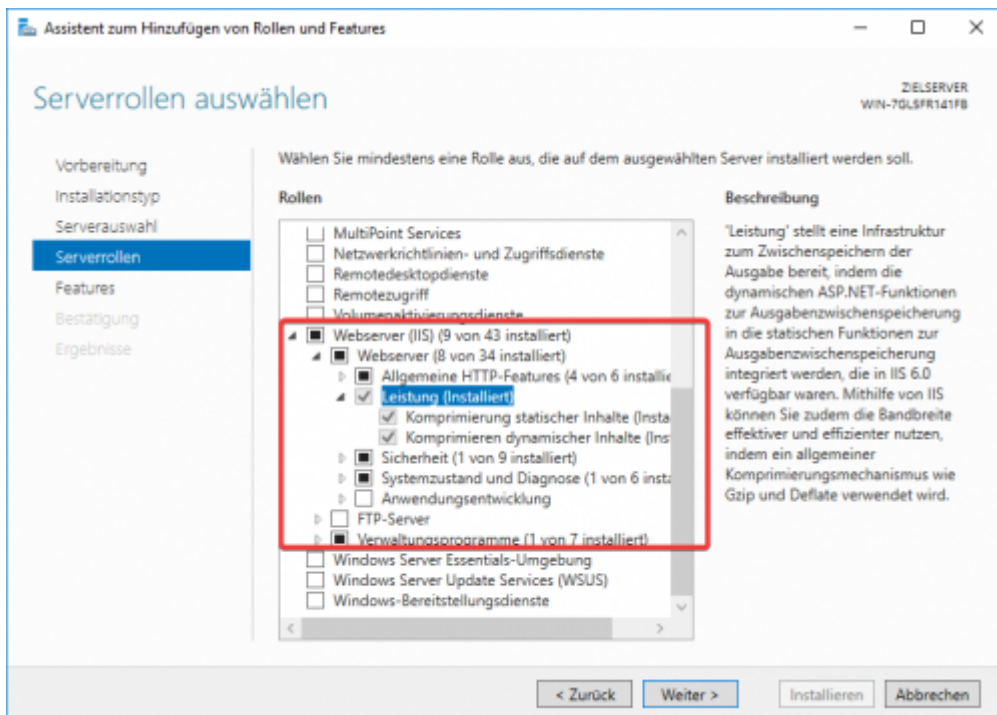 Assistent zum Hinzufügen von Rollen und Features
Serverrollen auswählen
ZIELSERVER
WIN-7GLSFR141FB
Vorbereitung
Installationstyp
Serverauswahl
Serverrollen
Features
Bestätigung
Ergebnisse
Wählen Sie mindestens eine Rolle aus, die auf dem ausgewählten Server installiert werden soll.
Rollen
MultiPoint Services
Netzwerkrichtlinien- und Zugriffsdienste
Remotedesktopdienste
Remotezugriff
Volumenaktivierungsdienste
Webserver (IIS) (9 von 43 installiert)
Webserver (8 von 34 installiert)
Allgemeine HTTP-Features (4 von 6 installie
Leistung (Installiert)
Komprimierung statischer Inhalte (Insta
Komprimieren dynamischer Inhalte (Ins
Sicherheit (1 von 9 installiert)
Systemzustand und Diagnose (1 von 6 insta
Anwendungsentwicklung
FTP-Server
Verwaltungsprogramme (1 von 7 installiert)
Windows Server Essentials-Umgebung
Windows Server Update Services (WSUS)
Windows-Bereitstellungsdienste
Beschreibung
'Leistung' stellt eine Infrastruktur
zum Zwischenspeichern der
Ausgabe bereit, indem die
dynamischen ASP.NET-Funktionen
zur Ausgabenzwischenspeicherung
in die statischen Funktionen zur
Ausgabenzwischenspeicherung
integriert werden, die in IIS 6.0
verfügbar waren. Mithilfe von IIS
können Sie zudem die Bandbreite
effektiver und effizienter nutzen,
indem ein allgemeiner
Komprimierungsmechanismus wie
Gzip und Deflate verwendet wird.
< Zurück
Weiter >
Installieren
Abbrechen